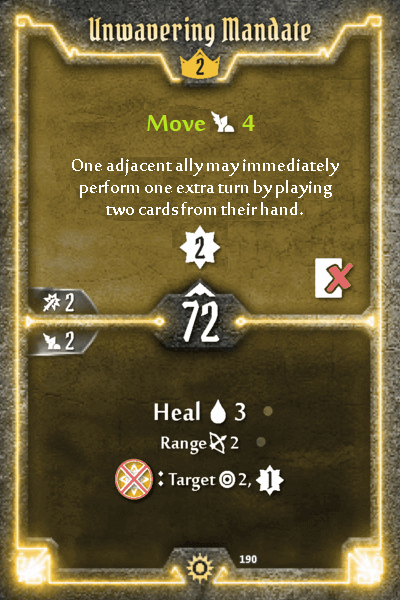 Unwavering Mandate
2
Move 4
One adjacent ally may immediately
perform one extra turn by playing
two cards from their hand.
2
2
72
2
Heal 3
Range 2
: Target 2, 1
190